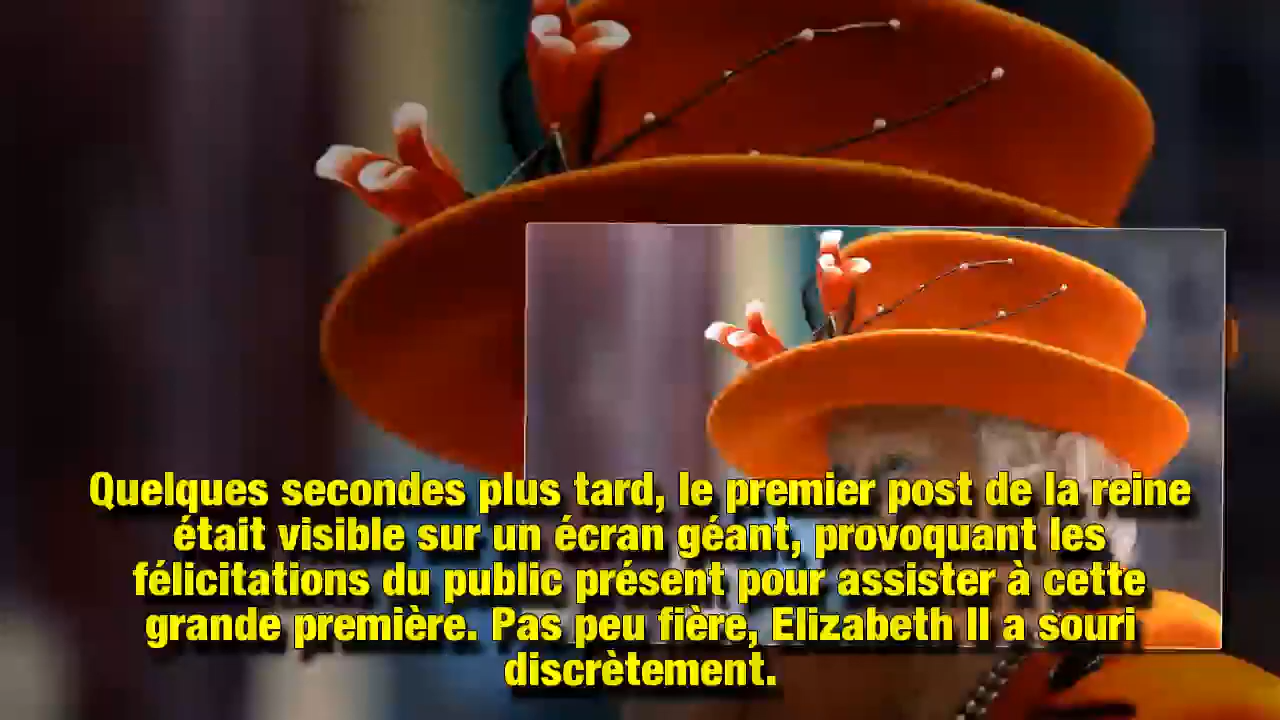 Quelques secondes plus tard, le premier post de la reine
était visible sur un écran géant, provoquant les
félicitations du public présent pour assister à cette
grande première. Pas peu fière, Elizabeth II a souri
discrètement.